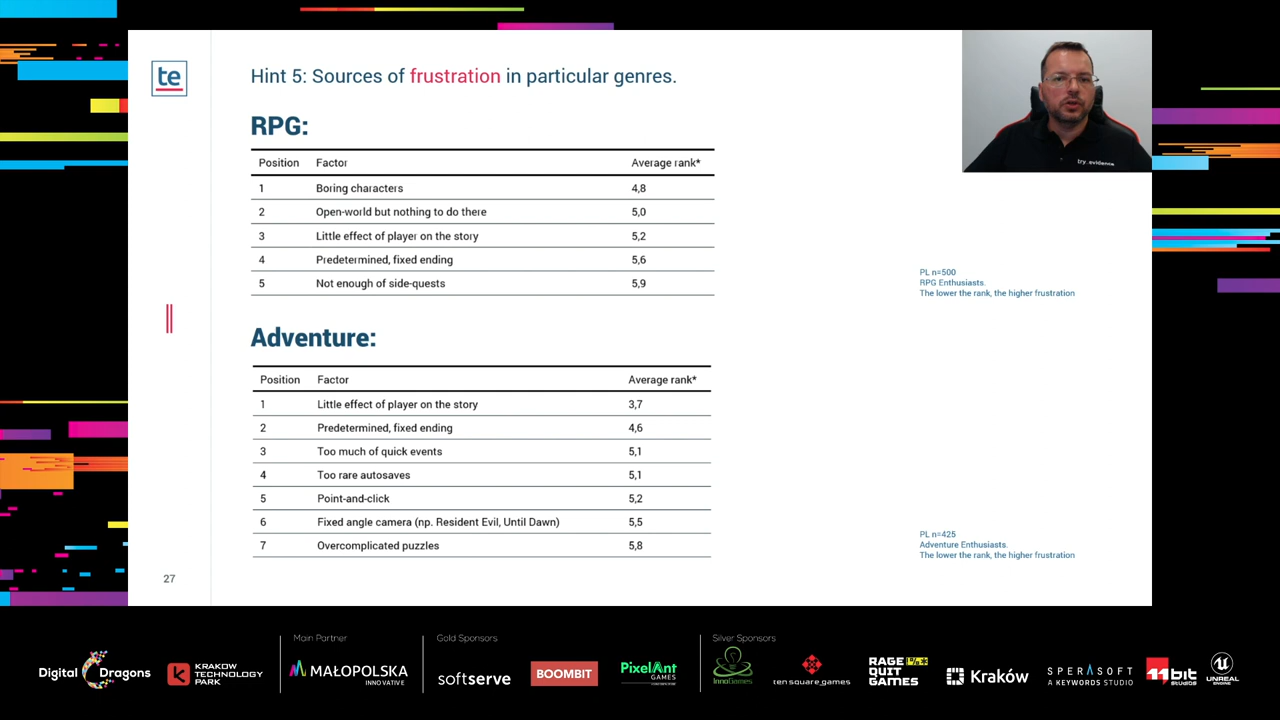 te
Hint 5: Sources of frustration in particular genres.
RPG:
Position Factor Average rank*
1 Boring characters 4,8
2 Open-world but nothing to do there 5,0
3 Little effect of player on the story 5,2
4 Predetermined, fixed ending 5,6
5 Not enough of side-quests 5,9
PL n=500
RPG Enthusiasts.
The lower the rank, the higher frustration
Adventure:
Position Factor Average rank*
1 Little effect of player on the story 3,7
2 Predetermined, fixed ending 4,6
3 Too much of quick events 5,1
4 Too rare autosaves 5,1
5 Point-and-click 5,2
6 Fixed angle camera (np. Resident Evil, Until Dawn) 5,5
7 Overcomplicated puzzles 5,8
PL n=425
Adventure Enthusiasts.
The lower the rank, the higher frustration
27
try.evidence
Main Partner
Gold Sponsors
Silver Sponsors
Digital Dragons
KRAKOW
TECHNOLOGY
PARK
MAŁOPOLSKA
INNOVATIVE
softserve
BOOMBIT
PixelAnt
GAMES
InnoGames
ten square games
RAGE
QUIT
GAMES
Kraków
SPERASOFT
A KEYWORDS STUDIO
11bit
STUDIOS
UNREAL
ENGINE